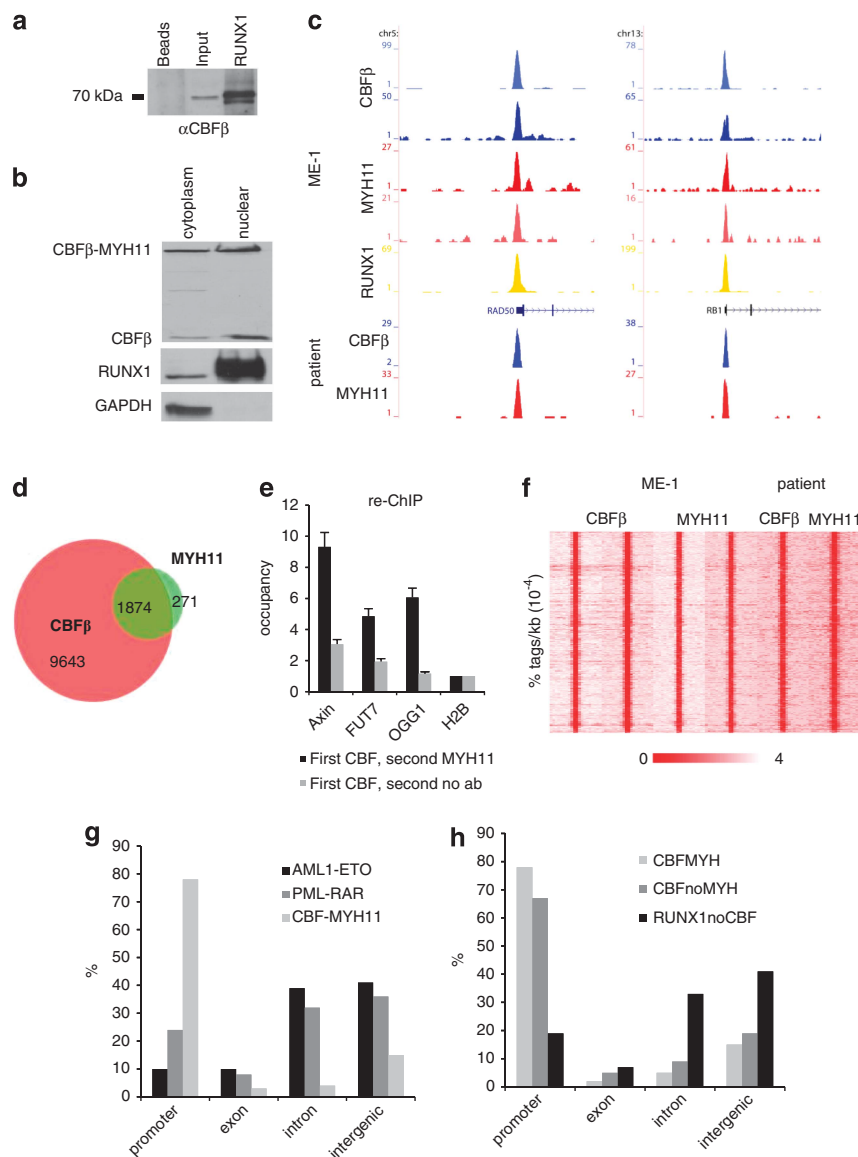 a
Beads
Input
RUNX1
70 kDa
αCBFβ
b
cytoplasm
nuclear
CBFβ-MYH11
CBFβ
RUNX1
GAPDH
c
chr5:
chr13:
ME-1
CBFβ
99
1
78
1
50
1
65
1
MYH11
27
1
61
1
21
1
16
1
RUNX1
69
1
199
1
RAD50
RB1
patient
CBFβ
29
2
38
1
MYH11
33
1
27
1
d
MYH11
1874
271
CBFβ
9643
e
re-ChIP
occupancy
12
10
8
6
4
2
0
Axin
FUT7
OGG1
H2B
First CBF, second MYH11
First CBF, second no ab
f
ME-1
patient
CBFβ
MYH11
CBFβ
MYH11
% tags/kb (10-4)
0
4
g
%
90
80
70
60
50
40
30
20
10
0
AML1-ETO
PML-RAR
CBF-MYH11
promoter
exon
intron
intergenic
h
%
90
80
70
60
50
40
30
20
10
0
CBFMYH
CBFnoMYH
RUNX1noCBF
promoter
exon
intron
intergenic